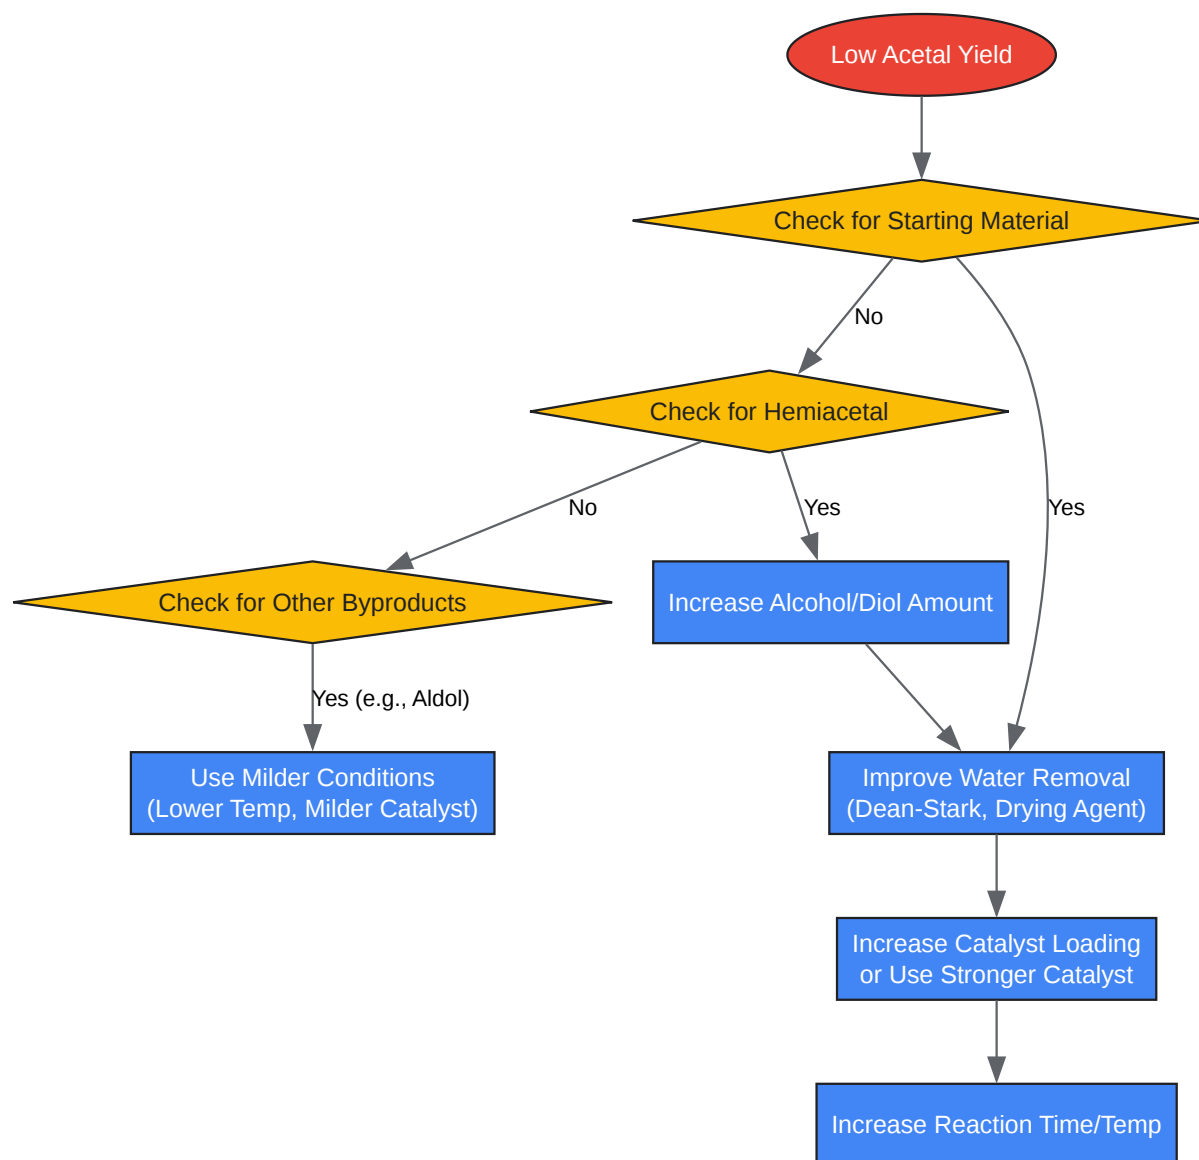 Low Acetal Yield
Check for Starting Material
No
Check for Hemiacetal
No
Yes
Yes
Check for Other Byproducts
Increase Alcohol/Diol Amount
Yes (e.g., Aldol)
Use Milder Conditions
(Lower Temp, Milder Catalyst)
Improve Water Removal
(Dean-Stark, Drying Agent)
Increase Catalyst Loading
or Use Stronger Catalyst
Increase Reaction Time/Temp